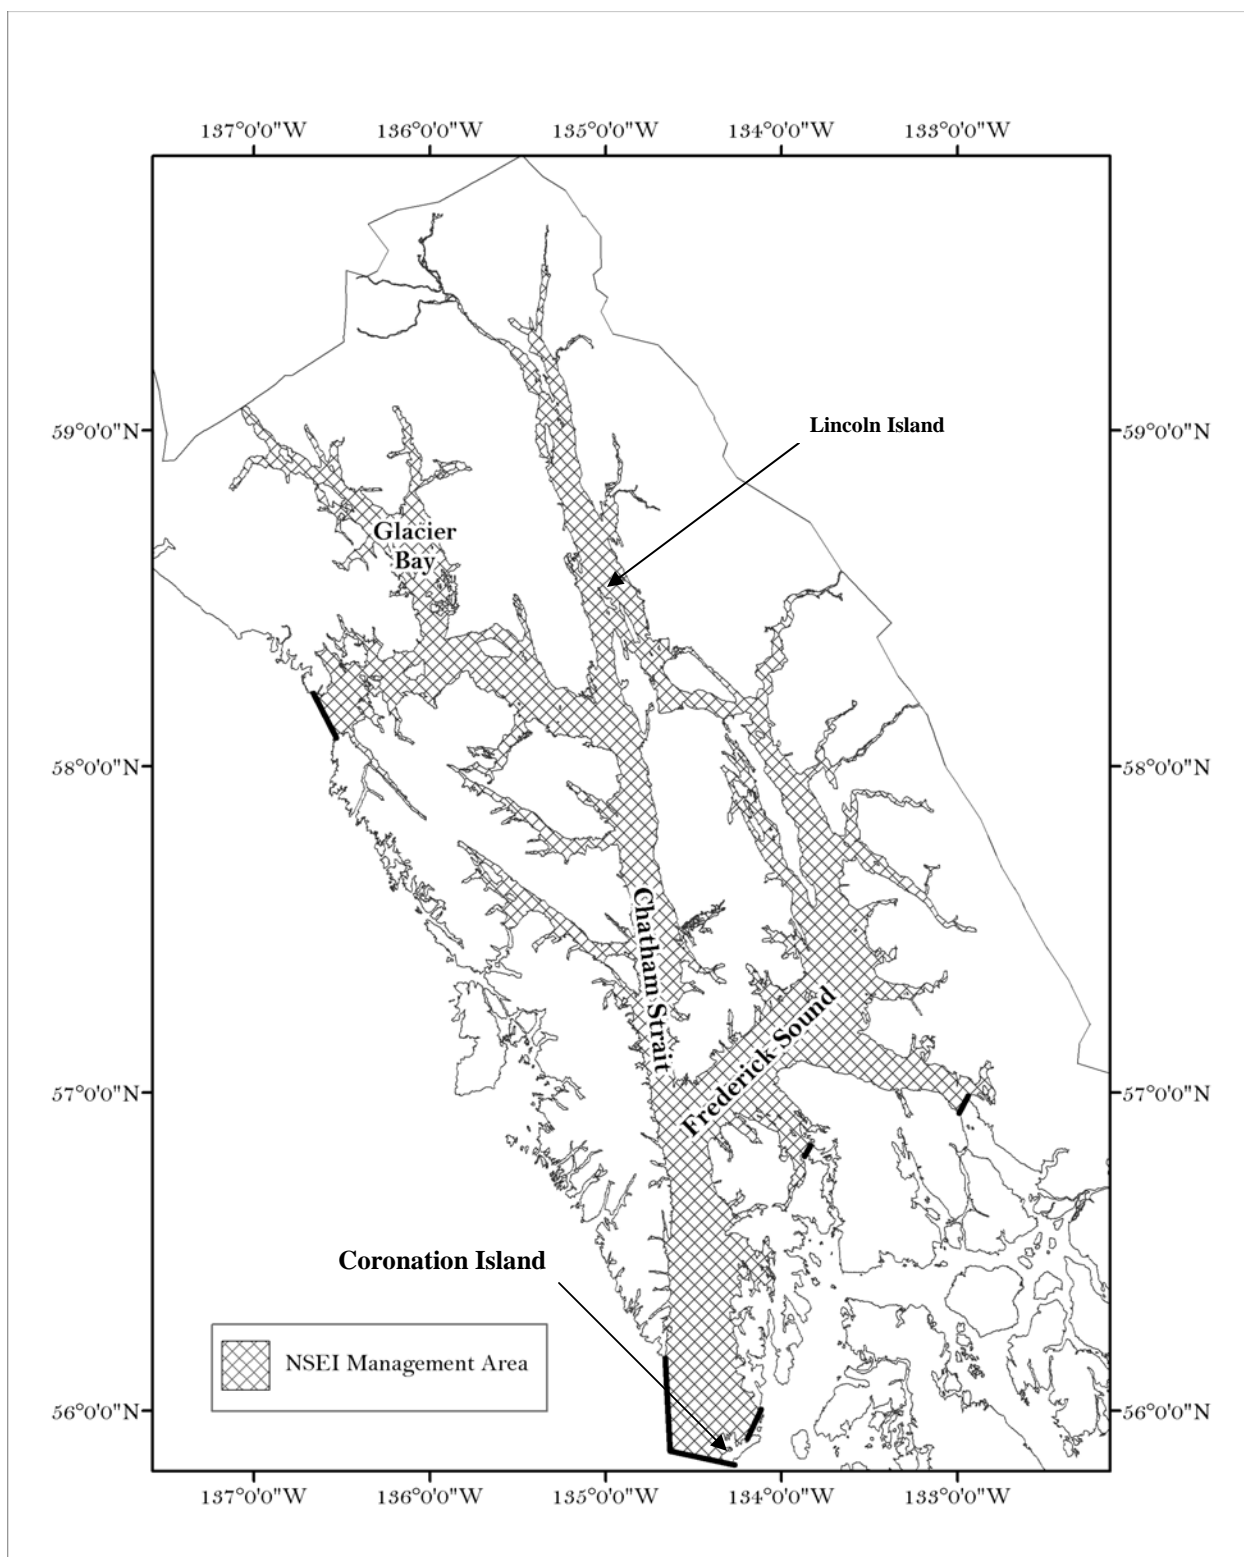 137°0'0"W 136°0'0"W 135°0'0"W 134°0'0"W 133°0'0"W
59°0'0"N
59°0'0"N
Lincoln Island
Glacier
Bay
58°0'0"N
58°0'0"N
Chatham Strait
Frederick Sound
57°0'0"N
57°0'0"N
Coronation Island
NSEI Management Area
56°0'0"N
56°0'0"N
137°0'0"W 136°0'0"W 135°0'0"W 134°0'0"W 133°0'0"W